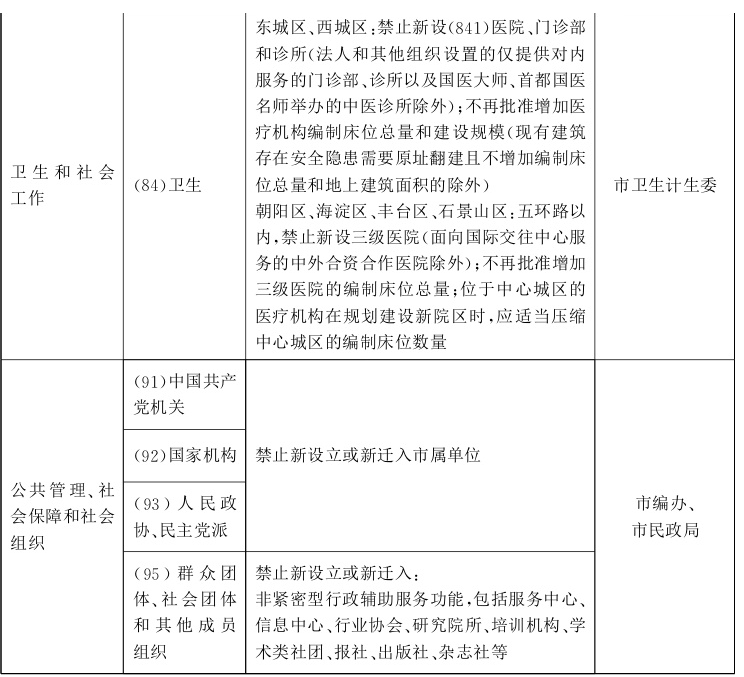 卫生和社会
工作
(84)卫生
东城区、西城区:禁止新设(841)医院、门诊部
和诊所(法人和其他组织设置的仅提供对内
服务的门诊部、诊所以及国医大师、首都国医
名师举办的中医诊所除外);不再批准增加医
疗机构编制床位总量和建设规模(现有建筑
存在安全隐患需要原址翻建且不增加编制床
位总量和地上建筑面积的除外)
朝阳区、海淀区、丰台区、石景山区:五环路以
内,禁止新设三级医院(面向国际交往中心服
务的中外合资合作医院除外);不再批准增加
三级医院的编制床位总量;位于中心城区的
医疗机构在规划建设新院区时,应适当压缩
中心城区的编制床位数量
市卫生计生委
公共管理、社
会保障和社会
组织
(91)中国共产
党机关
(92)国家机构
(93)人民政
协、民主党派
禁止新设立或新迁入市属单位
(95)群众团
体、社会团体
和其他成员
组织
禁止新设立或新迁入:
非紧密型行政辅助服务功能,包括服务中心、
信息中心、行业协会、研究院所、培训机构、学
术类社团、报社、出版社、杂志社等
市编办、
市民政局